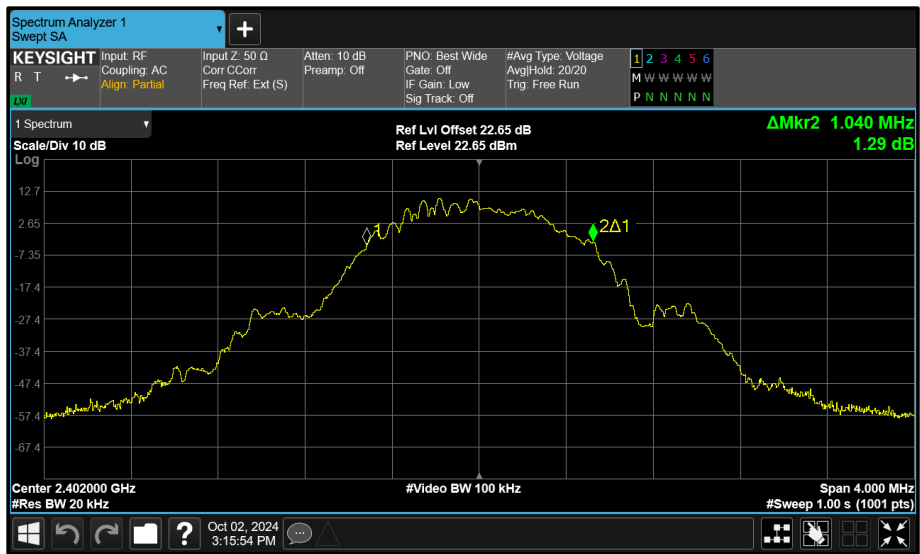 Spectrum Analyzer 1
Swept SA
+
KEYSIGHT
R T
LXI
Input: RF
Coupling: AC
Align: Partial
Input Z: 50 Ω
Corr CCorr
Freq Ref: Ext (S)
Atten: 10 dB
Preamp: Off
PNO: Best Wide
Gate: Off
IF Gain: Low
Sig Track: Off
#Avg Type: Voltage
Avg|Hold: 20/20
Trig: Free Run
1 2 3 4 5 6
M W W W W W
P N N N N N
1 Spectrum
Scale/Div 10 dB
Log
Ref Lvl Offset 22.65 dB
Ref Level 22.65 dBm
ΔMkr2 1.040 MHz
1.29 dB
12.7
2.65
-7.35
-17.4
-27.4
-37.4
-47.4
-57.4
-67.4
1
2Δ1
Center 2.402000 GHz
#Res BW 20 kHz
#Video BW 100 kHz
Span 4.000 MHz
#Sweep 1.00 s (1001 pts)
?
Oct 02, 2024
3:15:54 PM